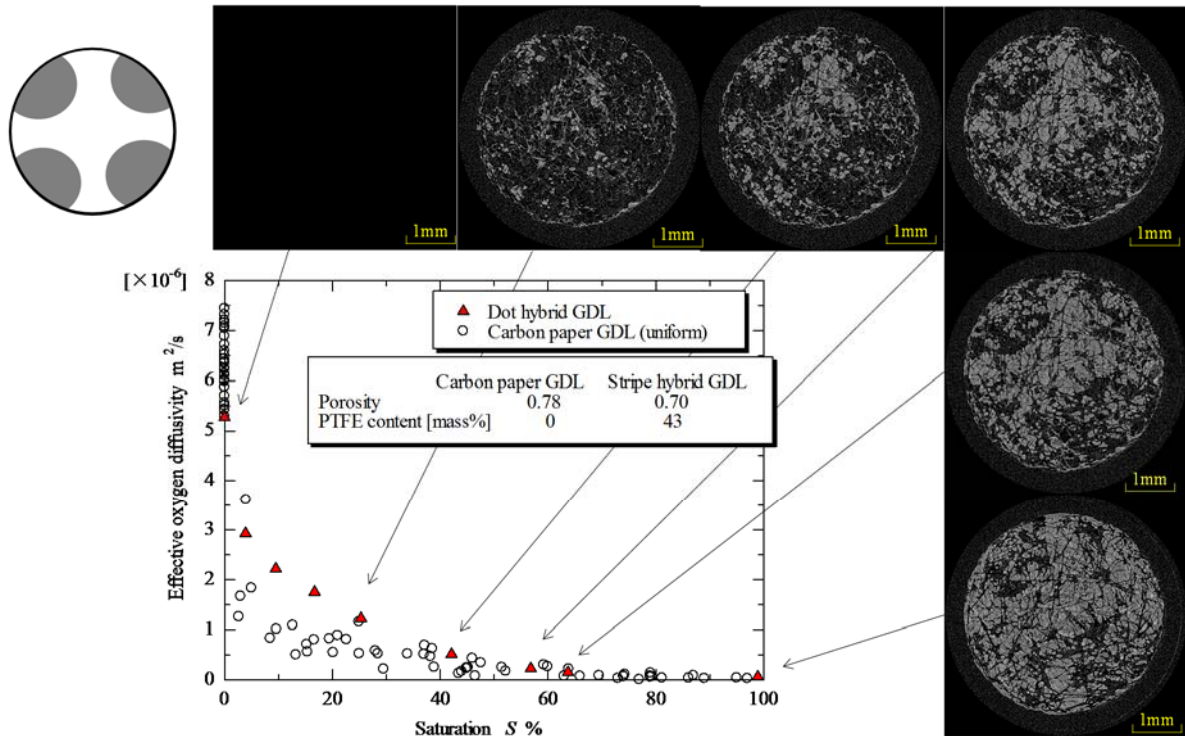 1mm
1mm
1mm
1mm
[×10⁻⁶]
8
7
6
5
4
3
2
1
0
Effective oxygen diffusivity m²/s
Dot hybrid GDL
Carbon paper GDL (uniform)
Carbon paper GDL Stripe hybrid GDL
Porosity 0.78 0.70
PTFE content [mass%] 0 43
0 20 40 60 80 100
Saturation S %
1mm
1mm